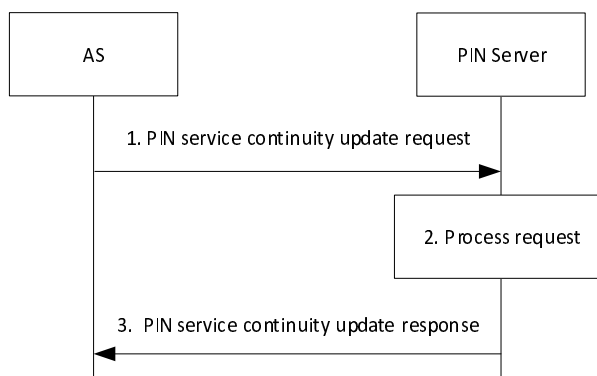 AS
PIN Server
1. PIN service continuity update request
2. Process request
3. PIN service continuity update response